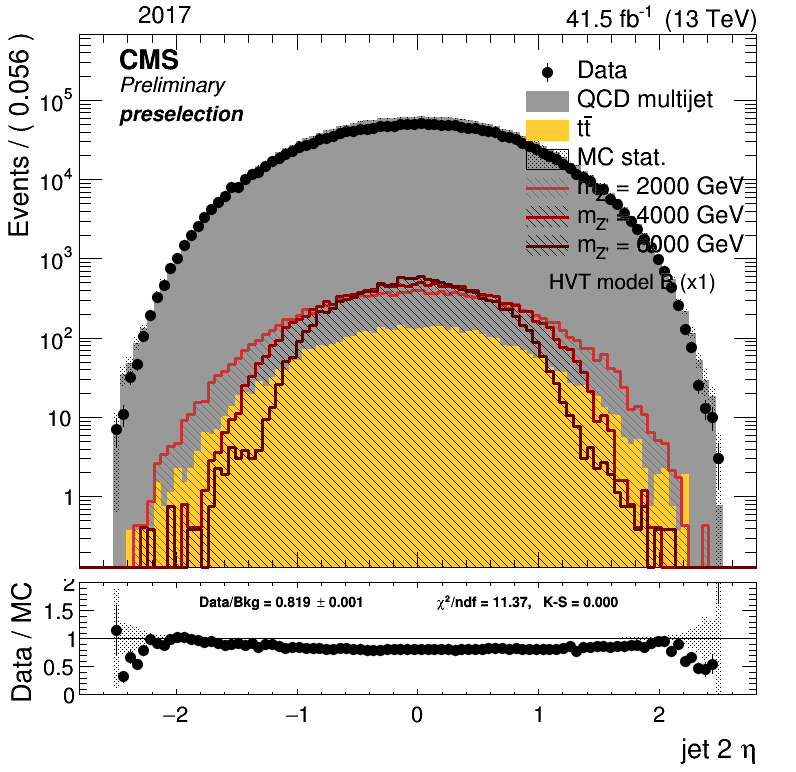 2017
41.5 fb⁻¹ (13 TeV)
CMS
Preliminary
preselection
Data
QCD multijet
tt̄
MC stat.
m_Z' = 2000 GeV
m_Z' = 4000 GeV
m_Z' = 6000 GeV
HVT model B (x1)
Events / ( 0.056 )
10⁵
10⁴
10³
10²
10
1
Data/Bkg = 0.819 ± 0.001
χ²/ndf = 11.37, K-S = 0.000
Data / MC
2
1.5
1
0.5
0
−2
−1
0
1
2
jet 2 η